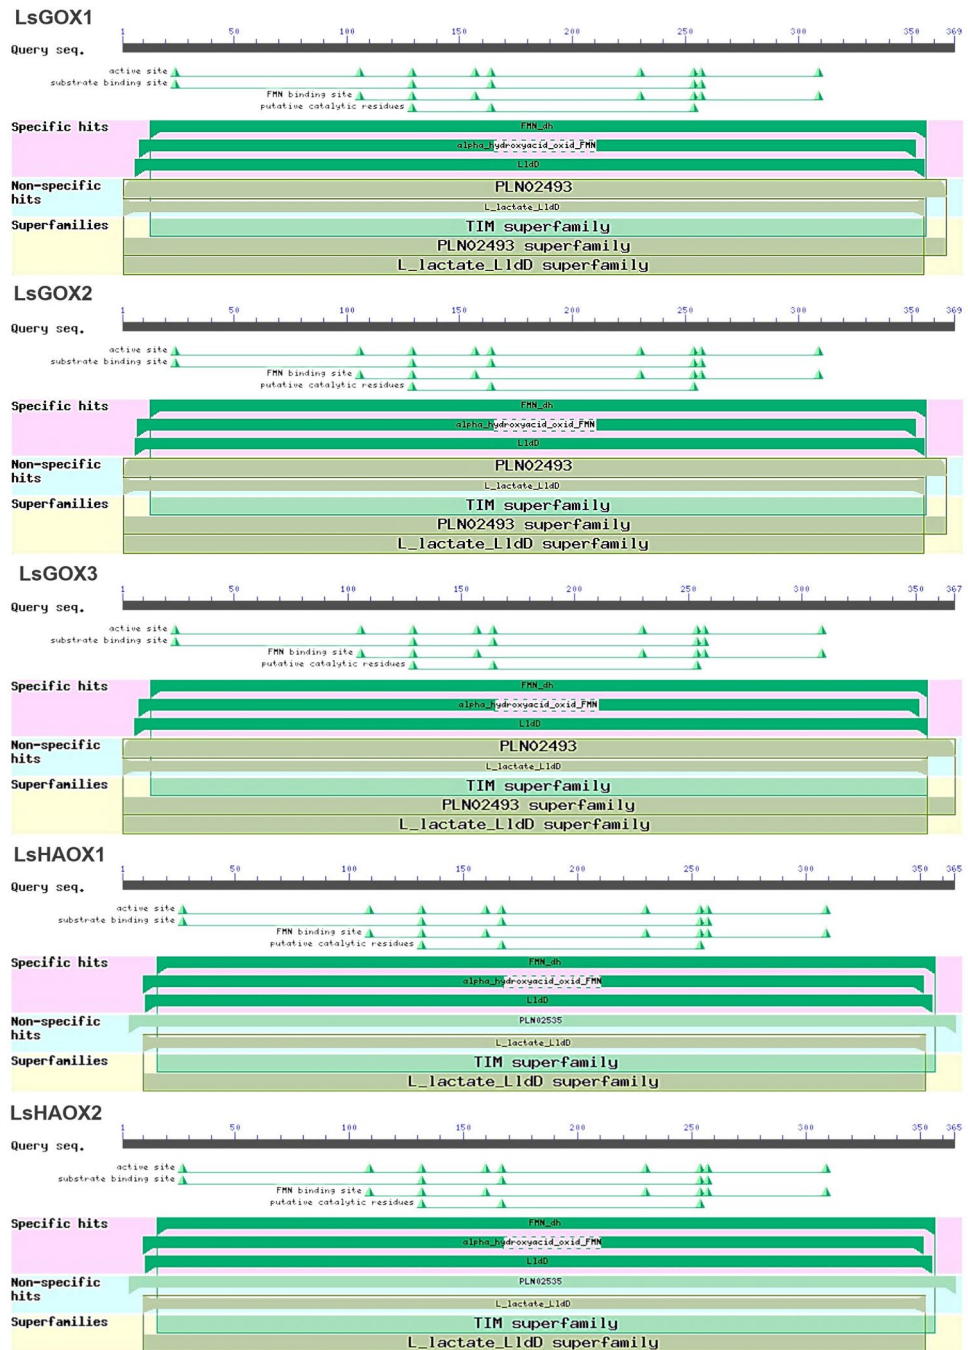 LsGOX1
1 50 100 150 200 250 300 350 369
Query seq.
active site
substrate binding site
FMN binding site
putative catalytic residues
Specific hits
FMN_dh
alpha_hydroxyacid_oxid_FMN
LldD
Non-specific
hits
PLN02493
L_lactate_LldD
Superfamilies
TIM superfamily
PLN02493 superfamily
L_lactate_LldD superfamily
LsGOX2
1 50 100 150 200 250 300 350 369
Query seq.
active site
substrate binding site
FMN binding site
putative catalytic residues
Specific hits
FMN_dh
alpha_hydroxyacid_oxid_FMN
LldD
Non-specific
hits
PLN02493
L_lactate_LldD
Superfamilies
TIM superfamily
PLN02493 superfamily
L_lactate_LldD superfamily
LsGOX3
1 50 100 150 200 250 300 350 367
Query seq.
active site
substrate binding site
FMN binding site
putative catalytic residues
Specific hits
FMN_dh
alpha_hydroxyacid_oxid_FMN
LldD
Non-specific
hits
PLN02493
L_lactate_LldD
Superfamilies
TIM superfamily
PLN02493 superfamily
L_lactate_LldD superfamily
LsHAOX1
1 50 100 150 200 250 300 350 365
Query seq.
active site
substrate binding site
FMN binding site
putative catalytic residues
Specific hits
FMN_dh
alpha_hydroxyacid_oxid_FMN
LldD
Non-specific
hits
PLN02535
L_lactate_LldD
Superfamilies
TIM superfamily
L_lactate_LldD superfamily
LsHAOX2
1 50 100 150 200 250 300 350 365
Query seq.
active site
substrate binding site
FMN binding site
putative catalytic residues
Specific hits
FMN_dh
alpha_hydroxyacid_oxid_FMN
LldD
Non-specific
hits
PLN02535
L_lactate_LldD
Superfamilies
TIM superfamily
L_lactate_LldD superfamily